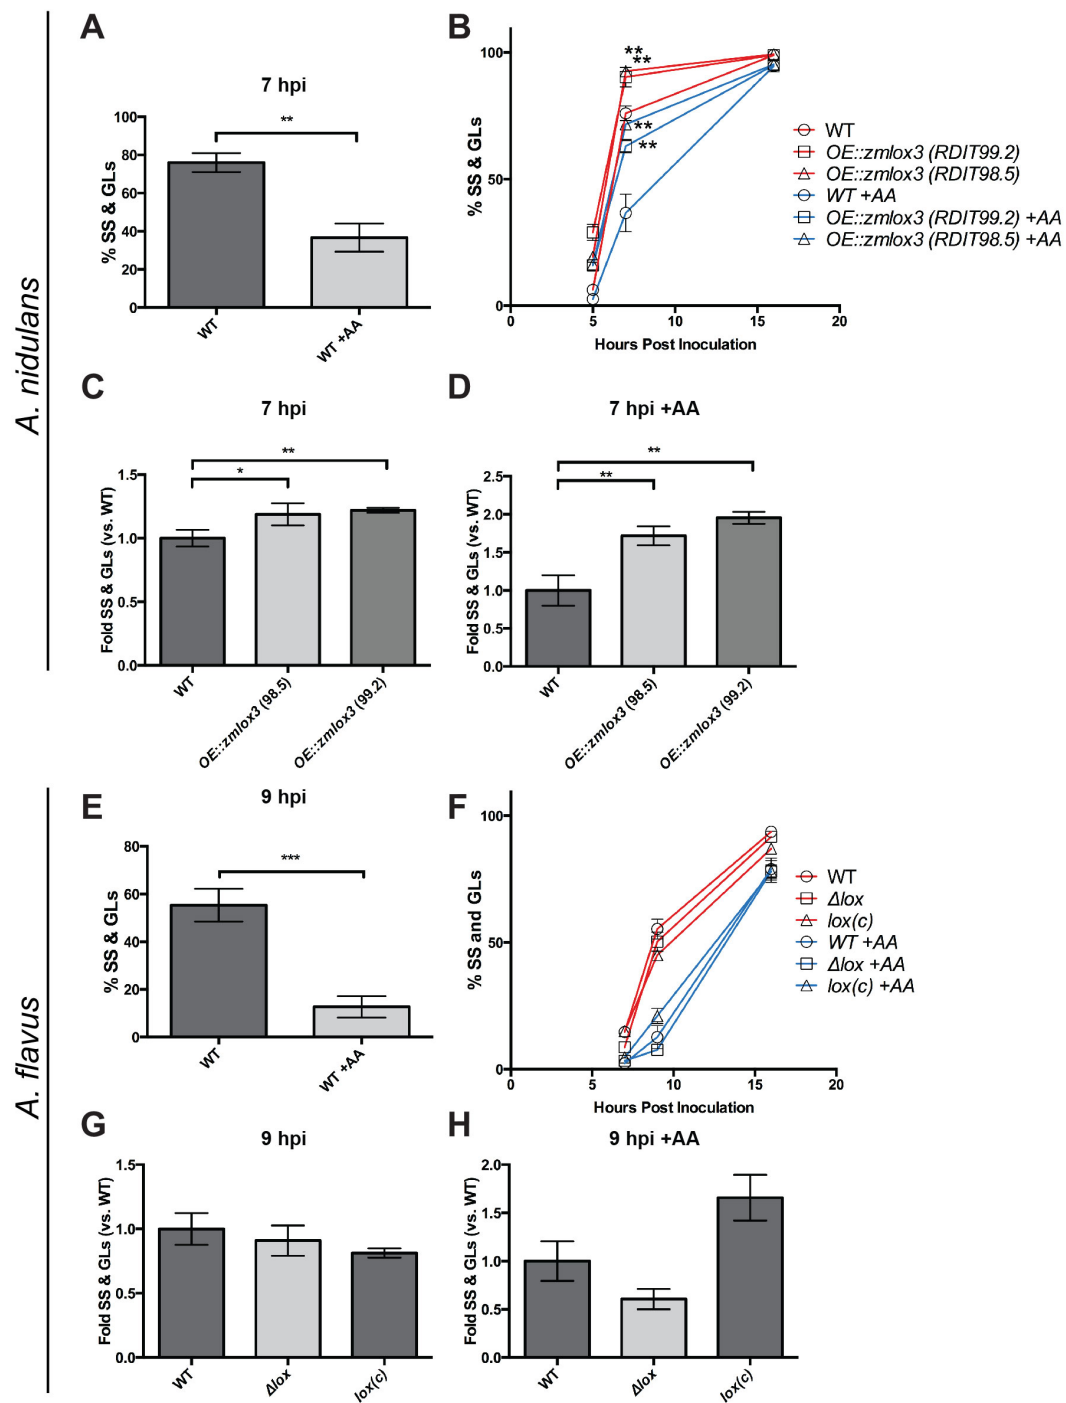 A. nidulans
A
7 hpi
**
% SS & GLs
100
80
60
40
20
0
WT
WT +AA
B
% SS & GLs
100
50
0
**
**
**
**
0
5
10
15
20
Hours Post Inoculation
WT
OE::zmlox3 (RDIT99.2)
OE::zmlox3 (RDIT98.5)
WT +AA
OE::zmlox3 (RDIT99.2) +AA
OE::zmlox3 (RDIT98.5) +AA
C
7 hpi
**
*
Fold SS & GLs (vs. WT)
1.5
1.0
0.5
0.0
WT
OE::zmlox3 (98.5)
OE::zmlox3 (99.2)
D
7 hpi +AA
**
**
Fold SS & GLs (vs. WT)
2.5
2.0
1.5
1.0
0.5
0.0
WT
OE::zmlox3 (98.5)
OE::zmlox3 (99.2)
A. flavus
E
9 hpi
***
% SS & GLs
80
60
40
20
0
WT
WT +AA
F
% SS and GLs
100
50
0
0
5
10
15
20
Hours Post Inoculation
WT
Δlox
lox(c)
WT +AA
Δlox +AA
lox(c) +AA
G
9 hpi
Fold SS & GLs (vs. WT)
1.5
1.0
0.5
0.0
WT
Δlox
lox(c)
H
9 hpi +AA
Fold SS & GLs (vs. WT)
2.0
1.5
1.0
0.5
0.0
WT
Δlox
lox(c)